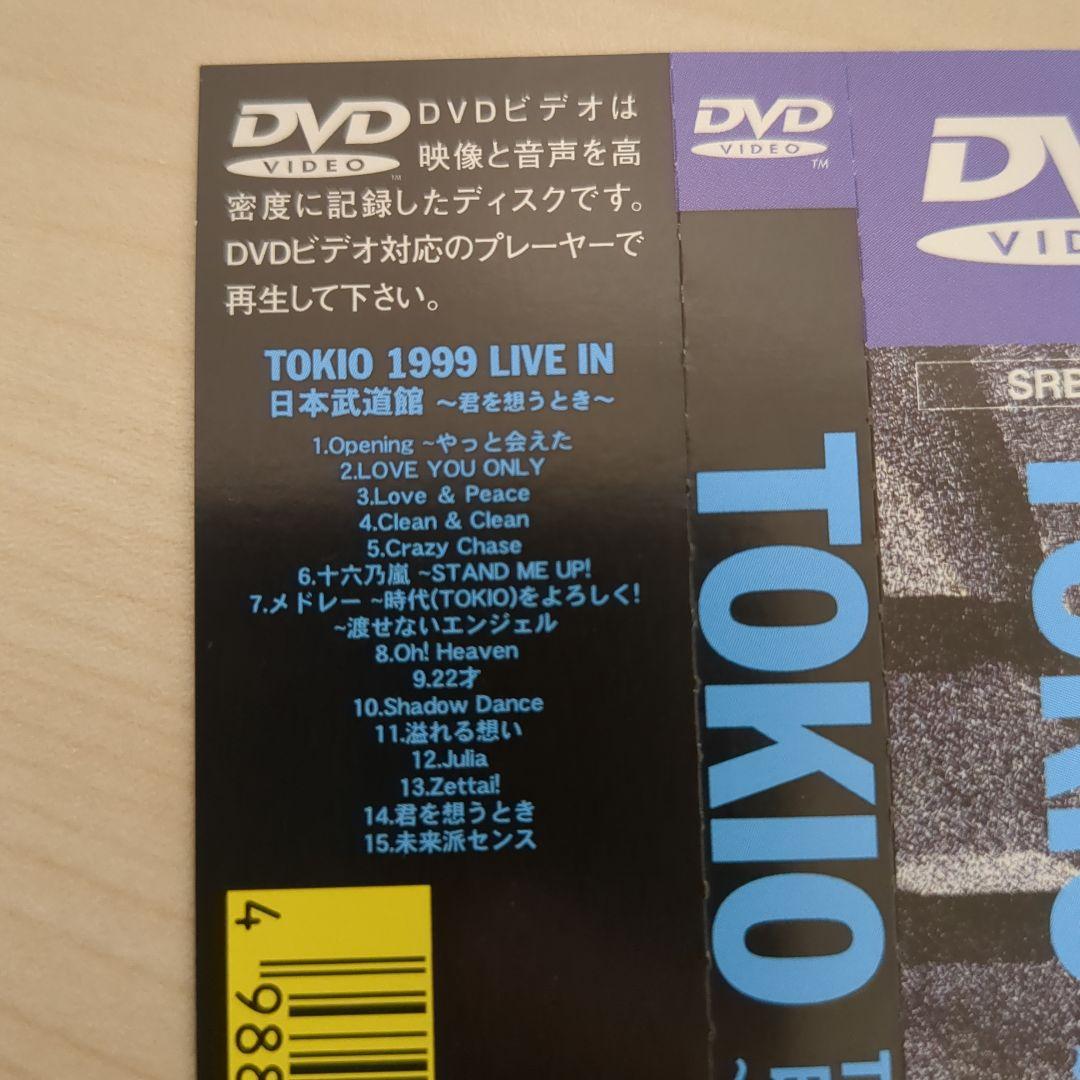 DVD VIDEO TM
DVDビデオは
映像と音声を高
密度に記録したディスクです。
DVDビデオ対応のプレーヤーで
再生して下さい。
TOKIO 1999 LIVE IN
日本武道館 ～君を想うとき～
1.Opening ~やっと会えた
2.LOVE YOU ONLY
3.Love & Peace
4.Clean & Clean
5.Crazy Chase
6.十六乃嵐 ~STAND ME UP!
7.メドレー ~時代(TOKIO)をよろしく!
~渡せないエンジェル
8.Oh! Heaven
9.22才
10.Shadow Dance
11.溢れる想い
12.Julia
13.Zettai!
14.君を想うとき
15.未来派センス
4 988
DVD
VIDEO
TM
TOKIO
DV
VID
SRB
TOKIO